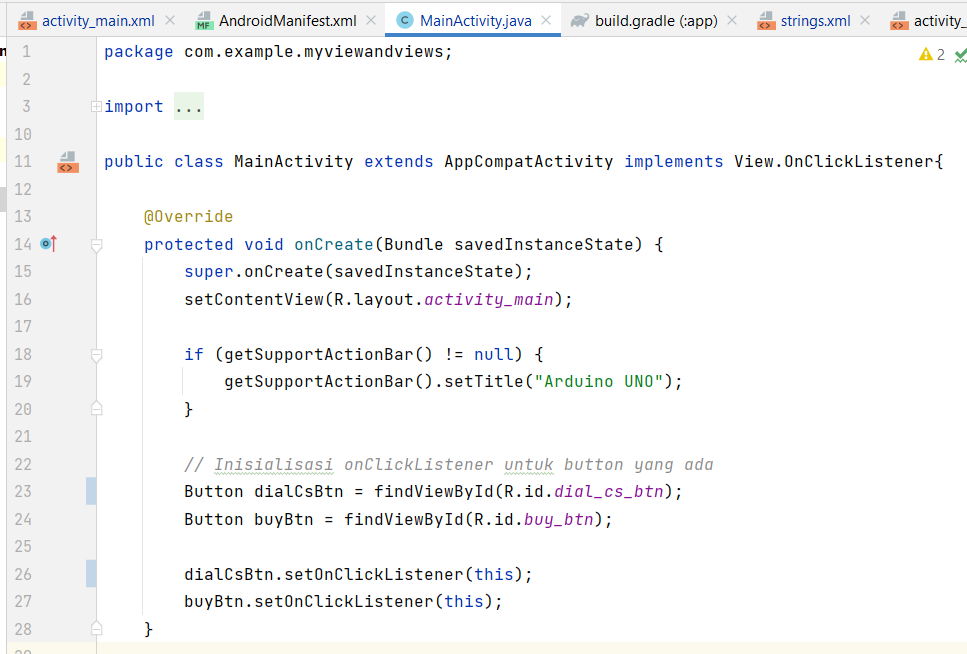 activity_main.xml AndroidManifest.xml MainActivity.java build.gradle (:app) strings.xml activity_
1 package com.example.myviewandviews; 2
2
3 import ...
10
11 public class MainActivity extends AppCompatActivity implements View.OnClickListener{
12
13 @Override
14 protected void onCreate(Bundle savedInstanceState) {
15 super.onCreate(savedInstanceState);
16 setContentView(R.layout.activity_main);
17
18 if (getSupportActionBar() != null) {
19 getSupportActionBar().setTitle("Arduino UNO");
20 }
21
22 // Inisialisasi onClickListener untuk button yang ada
23 Button dialCsBtn = findViewById(R.id.dial_cs_btn);
24 Button buyBtn = findViewById(R.id.buy_btn);
25
26 dialCsBtn.setOnClickListener(this);
27 buyBtn.setOnClickListener(this);
28 }